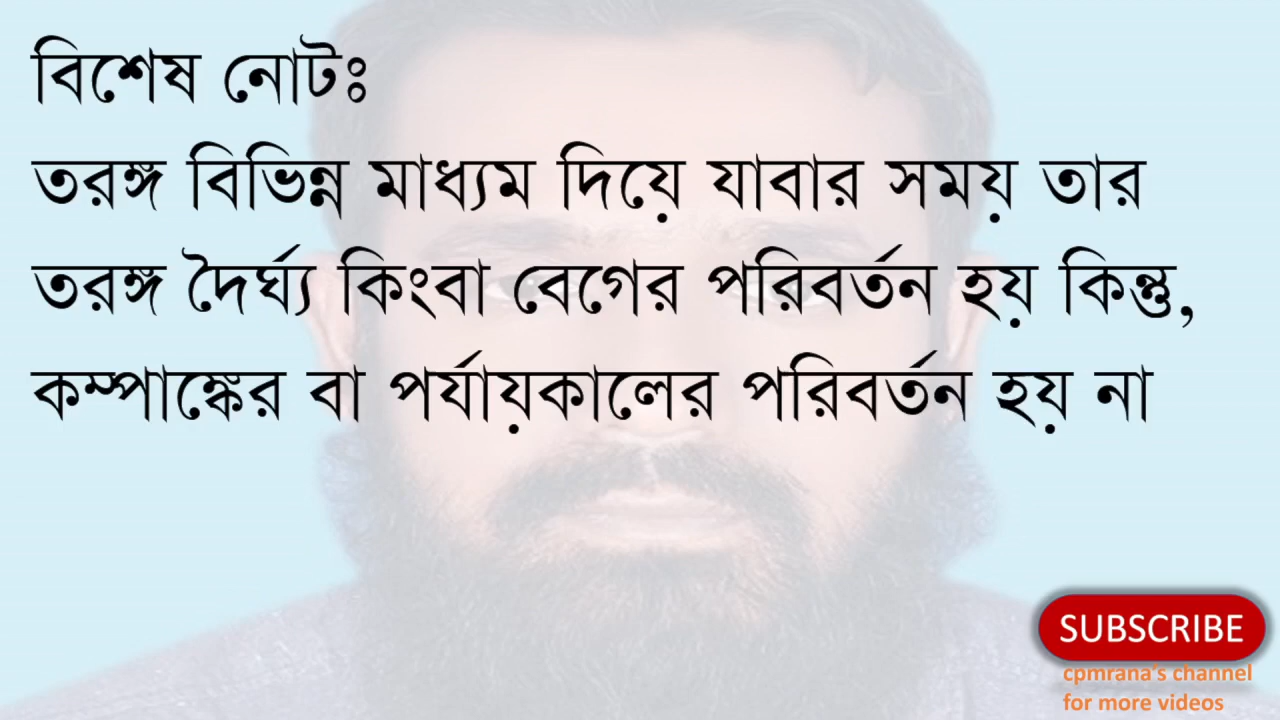 বিশেষ নোটঃ
তরঙ্গ বিভিন্ন মাধ্যম দিয়ে যাবার সময় তার
তরঙ্গ দৈর্ঘ্য কিংবা বেগের পরিবর্তন হয় কিন্তু,
কম্পাঙ্কের বা পর্যায়কালের পরিবর্তন হয় না
SUBSCRIBE
cpmrana's channel
for more videos